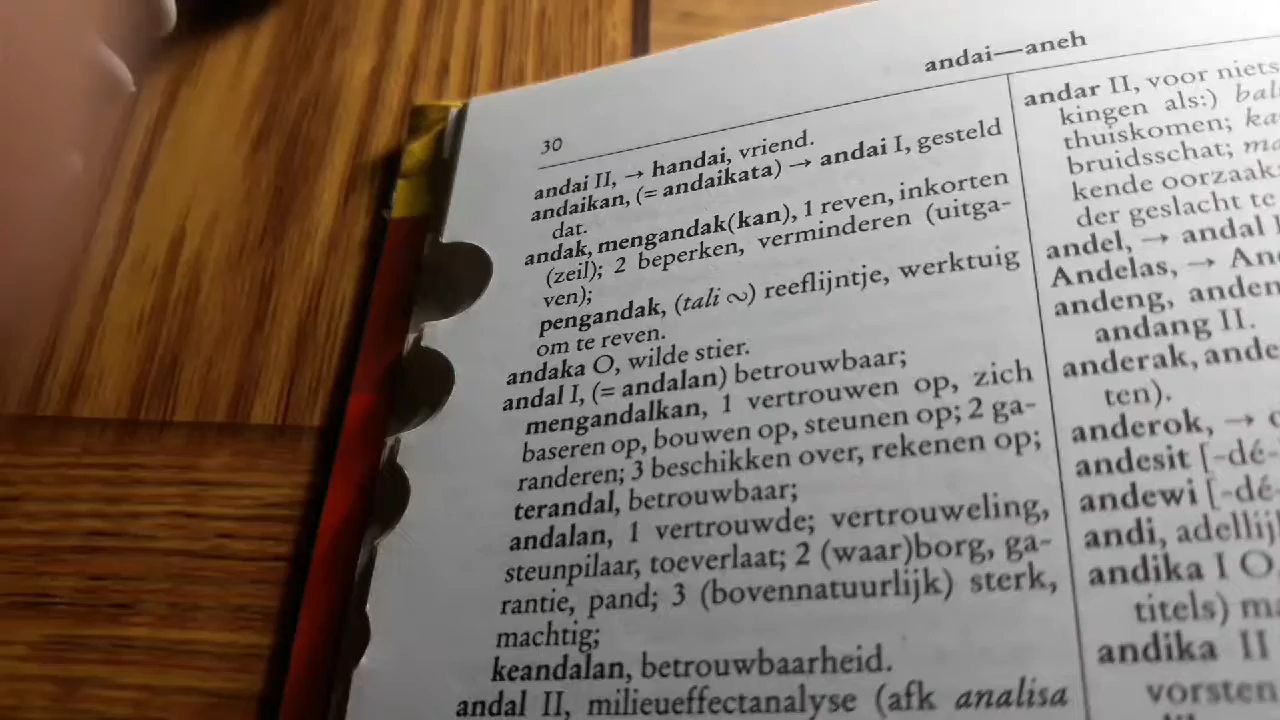 andai—aneh
30
andai II, → handai, vriend.
andaikan, (= andaikata) → andai I, gesteld
dat.
andak, mengandak(kan), 1 reven, inkorten
(zeil); 2 beperken, verminderen (uitga-
ven);
pengandak, (tali ∞) reeflijntje, werktuig
om te reven.
andaka O, wilde stier.
andal I, (= andalan) betrouwbaar;
mengandalkan, 1 vertrouwen op, zich
baseren op, bouwen op, steunen op; 2 ga-
randeren; 3 beschikken over, rekenen op;
terandal, betrouwbaar;
andalan, 1 vertrouwde; vertrouweling,
steunpilaar, toeverlaat; 2 (waar)borg, ga-
rantie, pand; 3 (bovennatuurlijk) sterk,
machtig;
keandalan, betrouwbaarheid.
andal II, milieueffectanalyse (afk analisa
andar II, voor niets
kingen als:)
thuiskomen;
bruidsschat;
kende oorzaak
der geslacht te
andel, → andal
Andelas, →
andeng,
andang II.
anderak,
ten).
anderok, →
andesit [-dé-
andewi [-dé-
andi, adellij
andika I O
titels)
andika II
vorsten